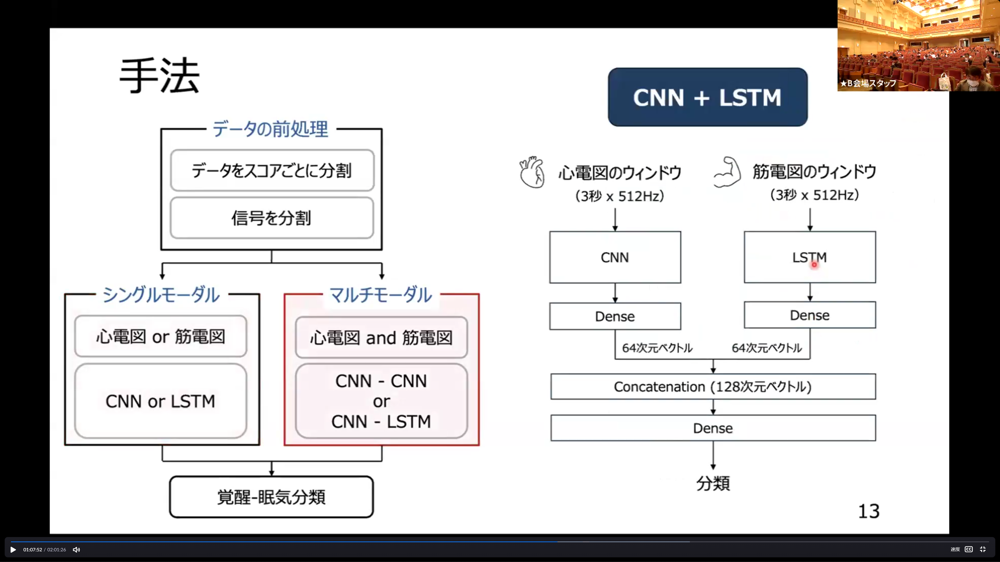 ★B会場スタッフ
手法
データの前処理
データをスコアごとに分割
信号を分割
シングルモーダル
心電図 or 筋電図
CNN or LSTM
マルチモーダル
心電図 and 筋電図
CNN - CNN
or
CNN - LSTM
覚醒-眠気分類
CNN + LSTM
心電図のウィンドウ
(3秒 x 512Hz)
筋電図のウィンドウ
(3秒 x 512Hz)
CNN
LSTM
Dense
Dense
64次元ベクトル
64次元ベクトル
Concatenation (128次元ベクトル)
Dense
分類
13
01:07:52 / 02:01:26
速度
CC